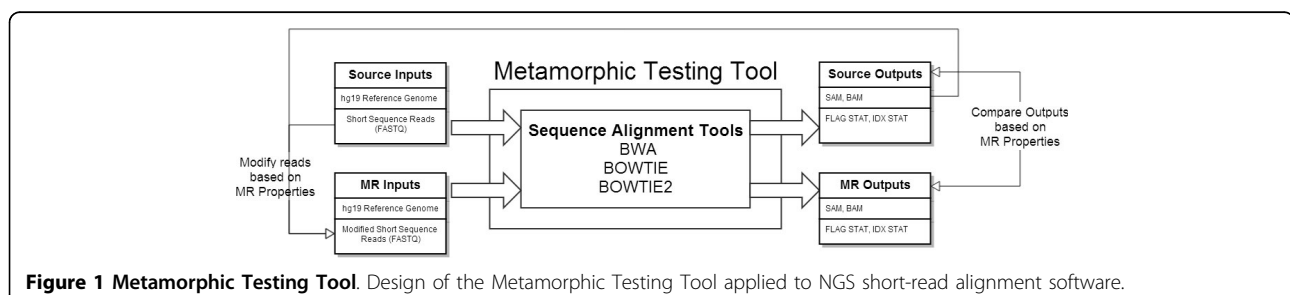 Metamorphic Testing Tool
Source Inputs
hg19 Reference Genome
Short Sequence Reads
(FASTQ)
Modify reads
based on
MR Properties
MR Inputs
hg19 Reference Genome
Modified Short Sequence
Reads (FASTQ)
Sequence Alignment Tools
BWA
BOWTIE
BOWTIE2
Source Outputs
SAM, BAM
FLAG STAT, IDX STAT
Compare Outputs
based on
MR Properties
MR Outputs
SAM, BAM
FLAG STAT, IDX STAT
Figure 1 Metamorphic Testing Tool. Design of the Metamorphic Testing Tool applied to NGS short-read alignment software.